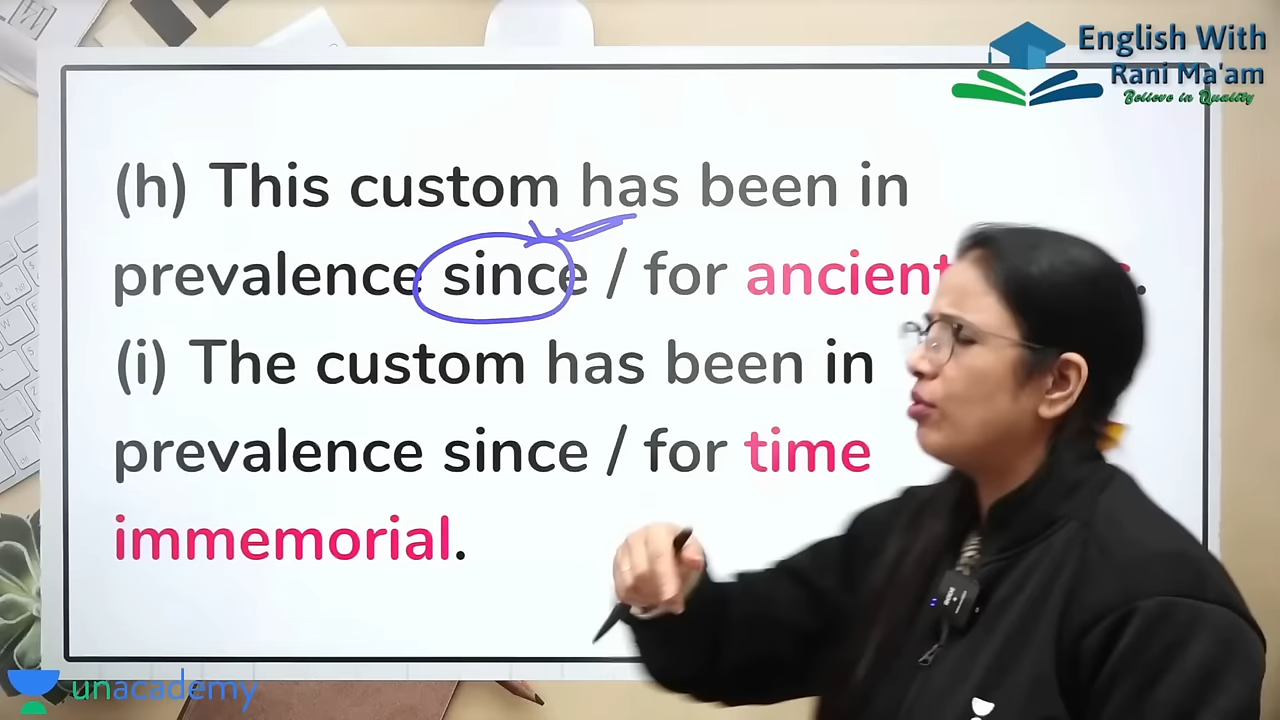 English With
Rani Ma'am
Believe in Quality
(h) This custom has been in
prevalence since / for ancient
(i) The custom has been in
prevalence since / for time
immemorial.
unacademy